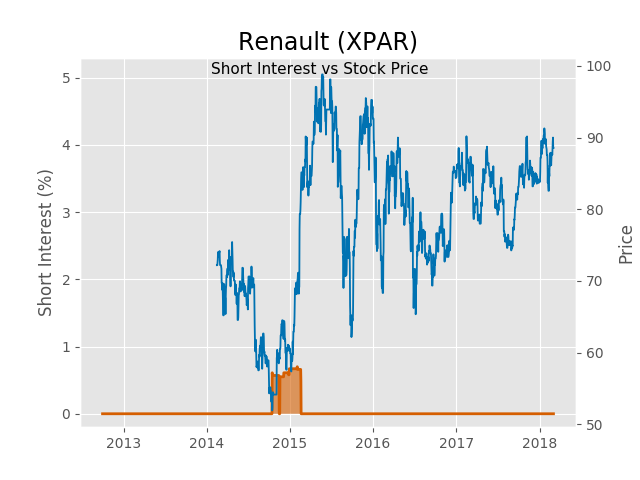 Renault (XPAR)
Short Interest vs Stock Price
Short Interest (%)
5
4
3
2
1
0
100
90
80
70
60
50
Price
2013 2014 2015 2016 2017 2018